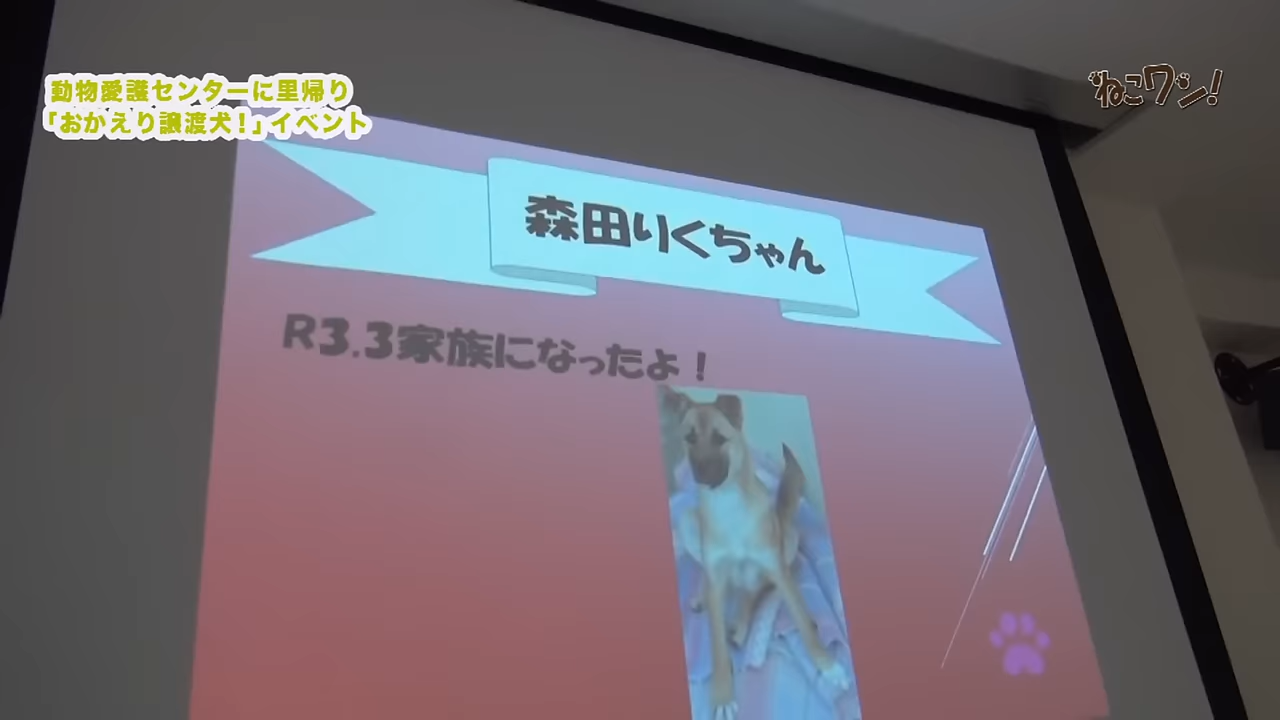 動物愛護センターに里帰り
「おかえり譲渡犬!」イベント
ねこワン!
森田りくちゃん
R3.3家族になったよ!